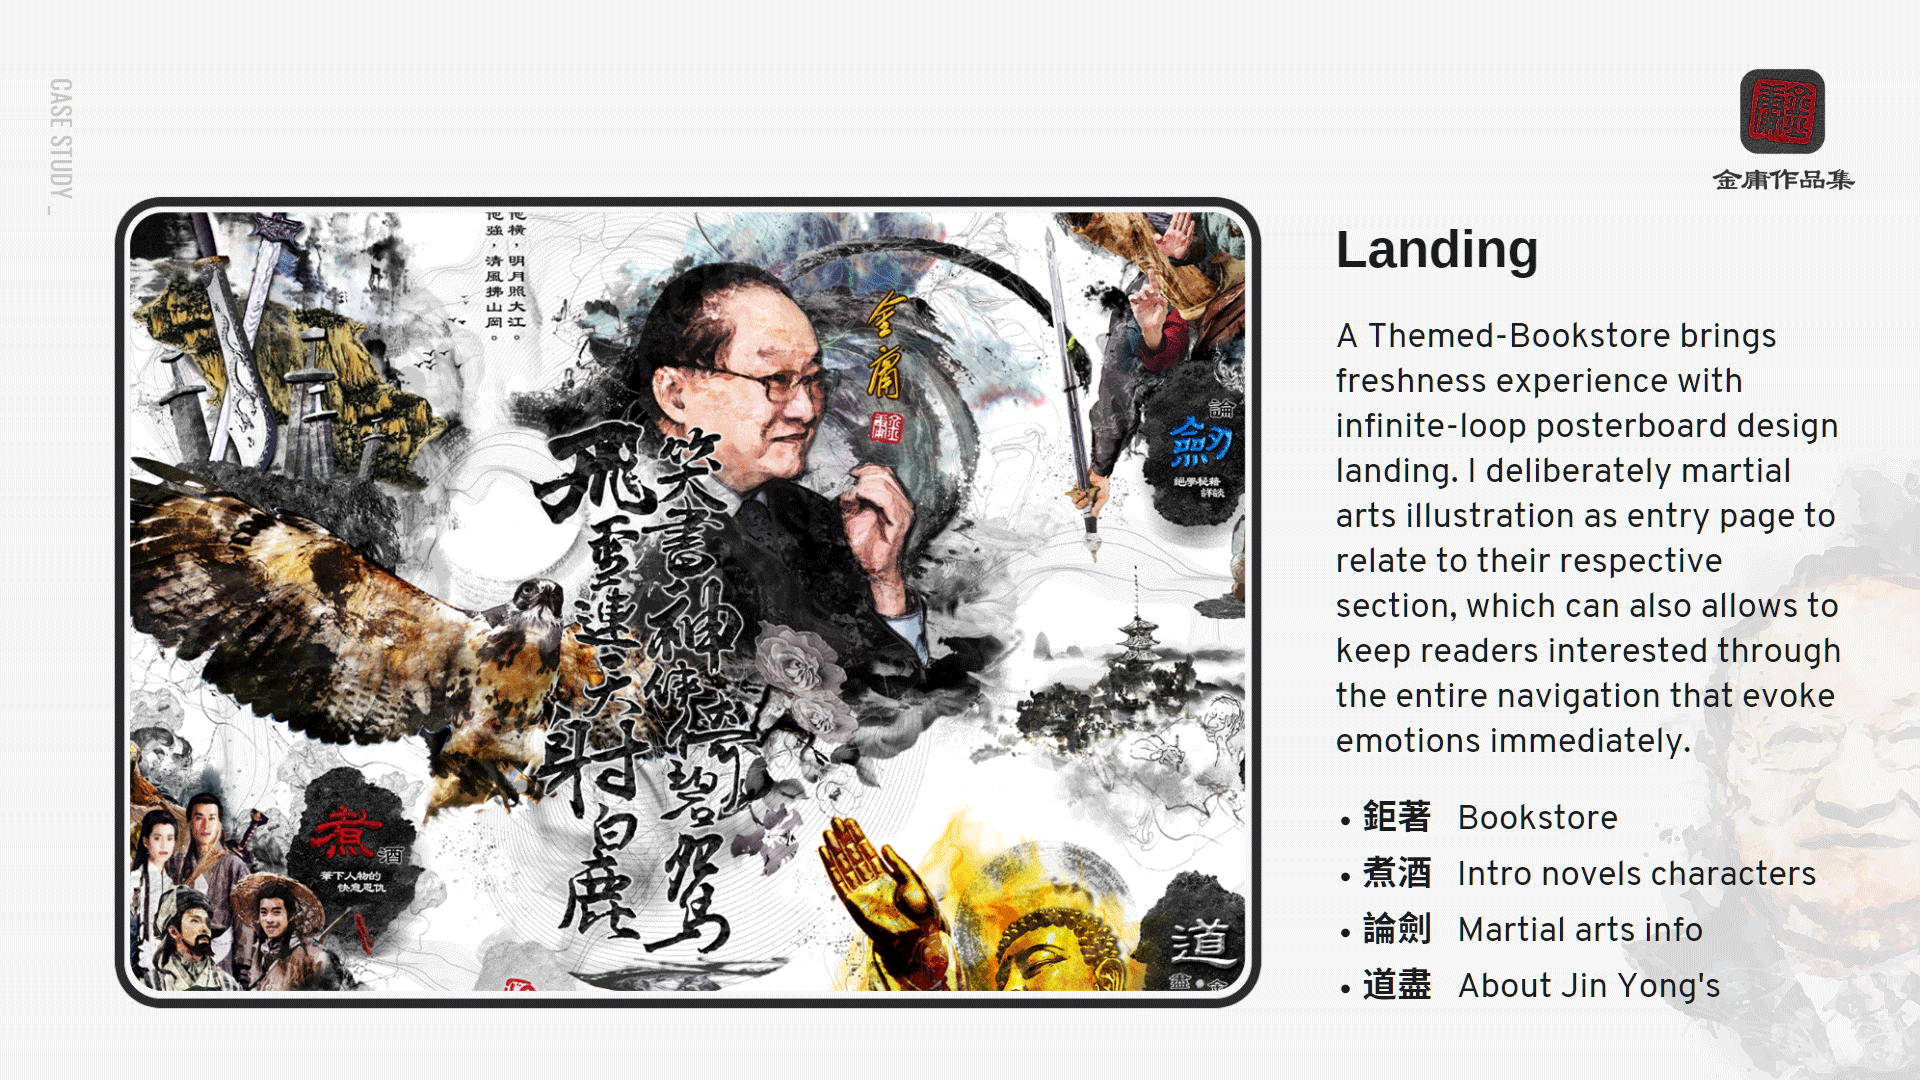 CASE STUDY _
金庸作品集
他強，清風拂山岡。
他橫，明月照大江。
金庸
飛雪連天射白鹿
笑書神俠倚碧鴛
論
劍
絕學秘籍
詳談
煮
酒
筆下人物的
快意恩仇
道
盡
Landing
A Themed-Bookstore brings
freshness experience with
infinite-loop posterboard design
landing. I deliberately martial
arts illustration as entry page to
relate to their respective
section, which can also allows to
keep readers interested through
the entire navigation that evoke
emotions immediately.
• 鉅著 Bookstore
• 煮酒 Intro novels characters
• 論劍 Martial arts info
• 道盡 About Jin Yong's